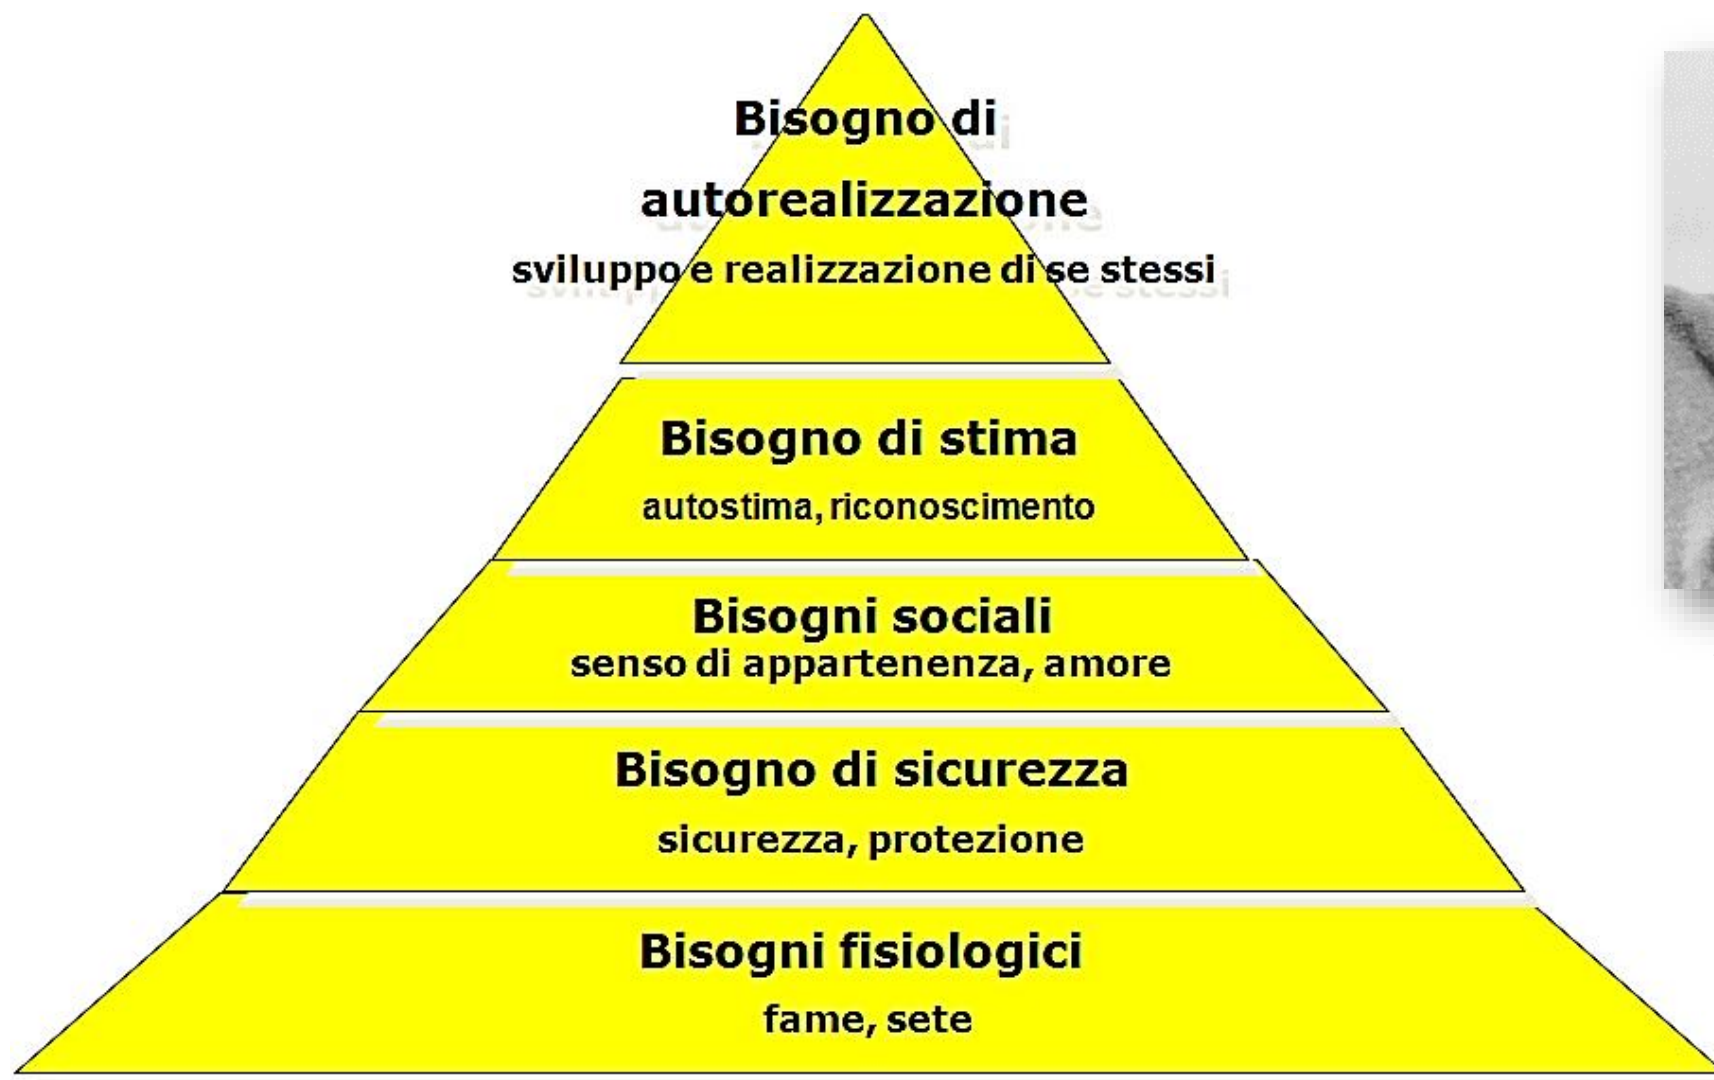 Bisogno di
autorealizzazione
sviluppo e realizzazione di se stessi
Bisogno di stima
autostima, riconoscimento
Bisogni sociali
senso di appartenenza, amore
Bisogno di sicurezza
sicurezza, protezione
Bisogni fisiologici
fame, sete